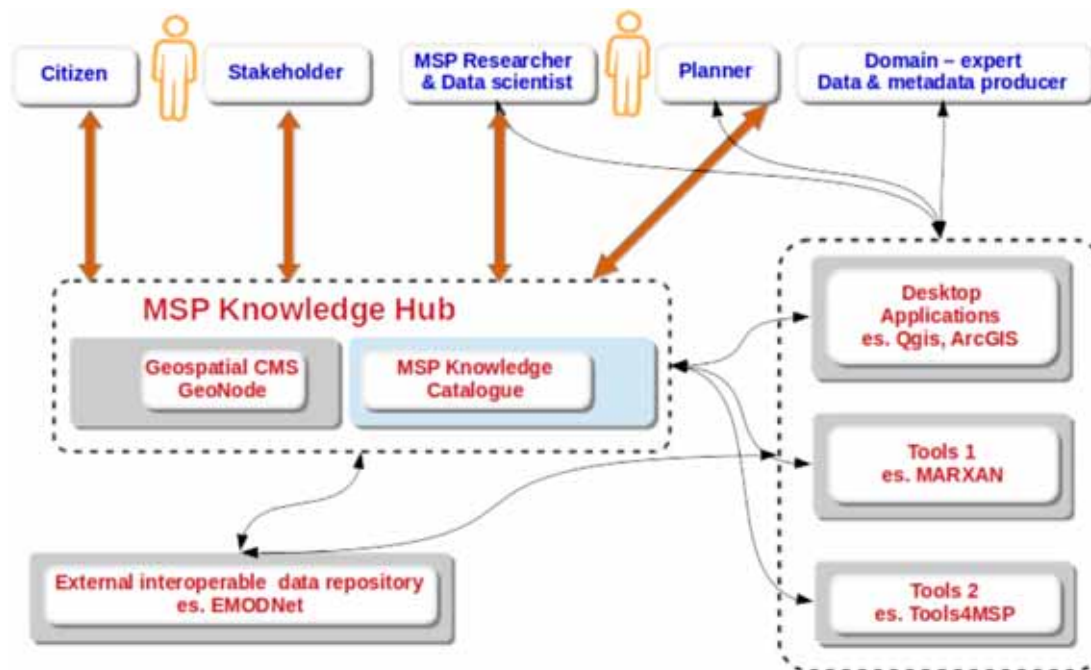 Citizen
Stakeholder
MSP Researcher
& Data scientist
Planner
Domain – expert
Data & metadata producer
MSP Knowledge Hub
Geospatial CMS
GeoNode
MSP Knowledge
Catalogue
Desktop
Applications
es. Qgis, ArcGIS
Tools 1
es. MARXAN
Tools 2
es. Tools4MSP
External interoperable data repository
es. EMODNet